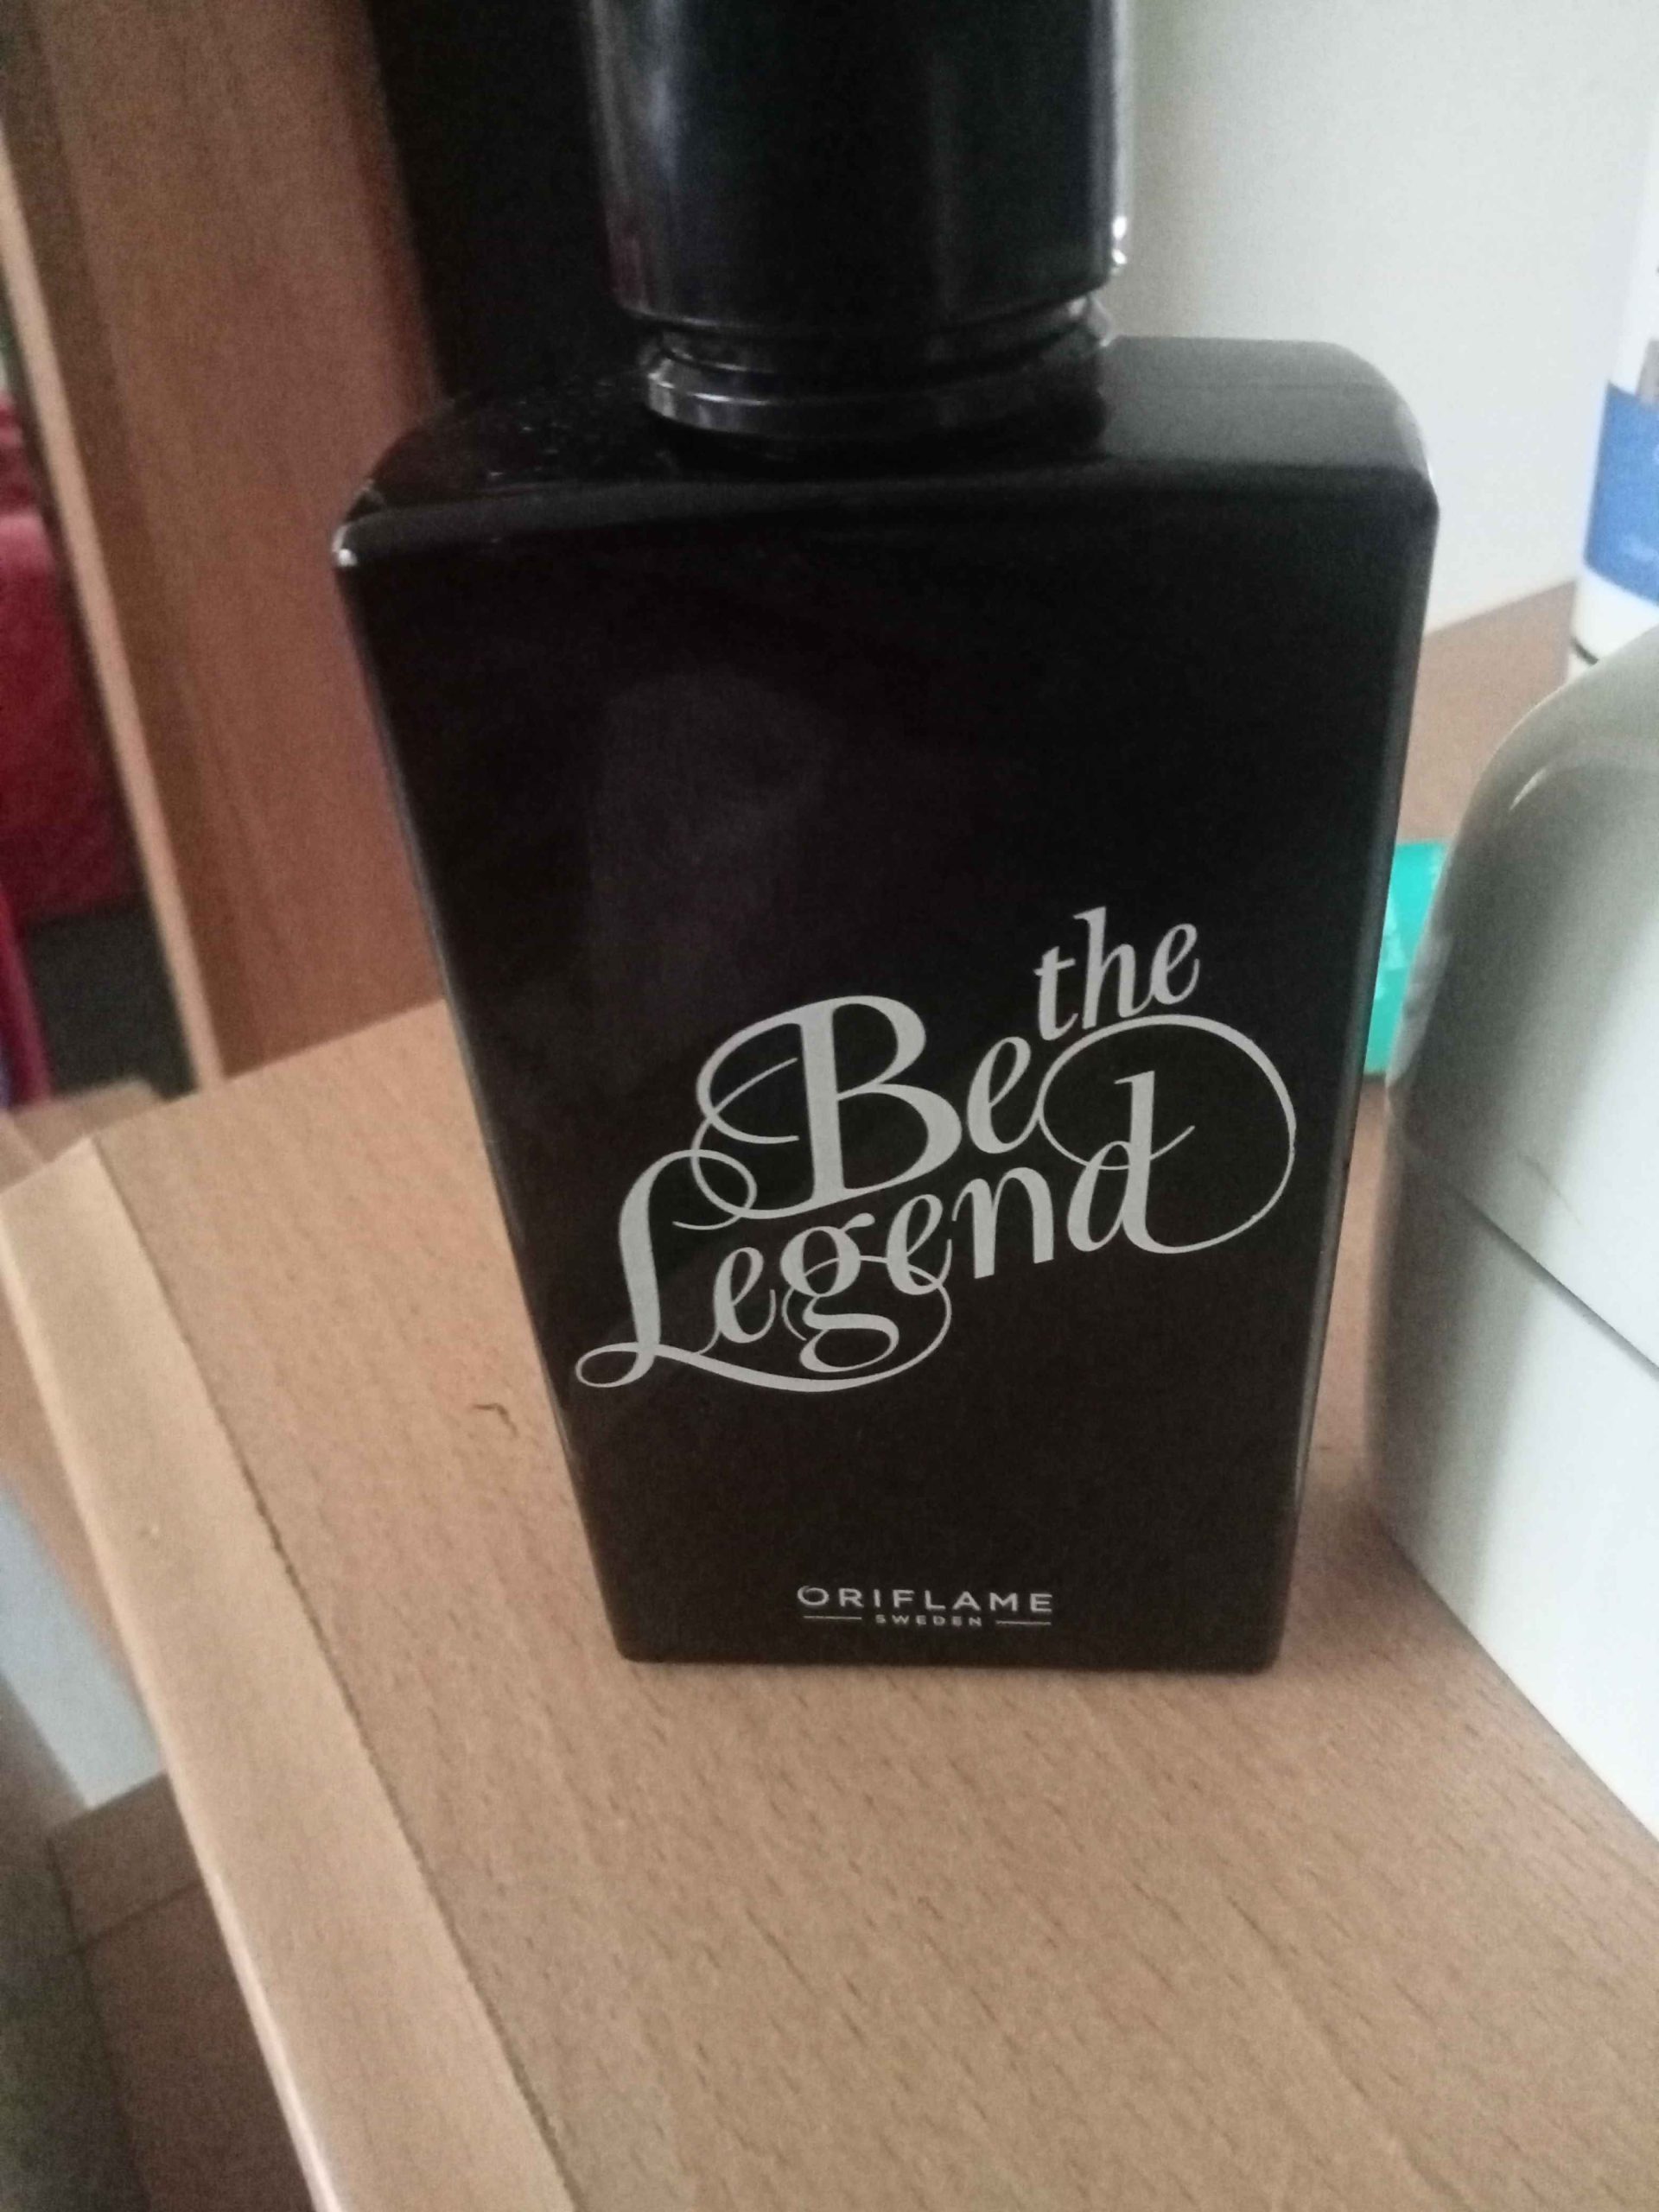 Be the
Legend
ORIFLAME
SWEDEN